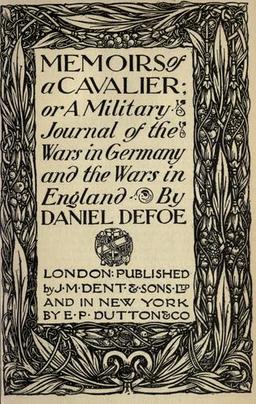 MEMOIRS of
a CAVALIER;
or A Military
Journal of the
Wars in Germany
and the Wars in
England · By
DANIEL DEFOE
LONDON: PUBLISHED
by J·M·DENT·&·SONS·LTD
AND IN NEW YORK
BY E·P·DUTTON & CO